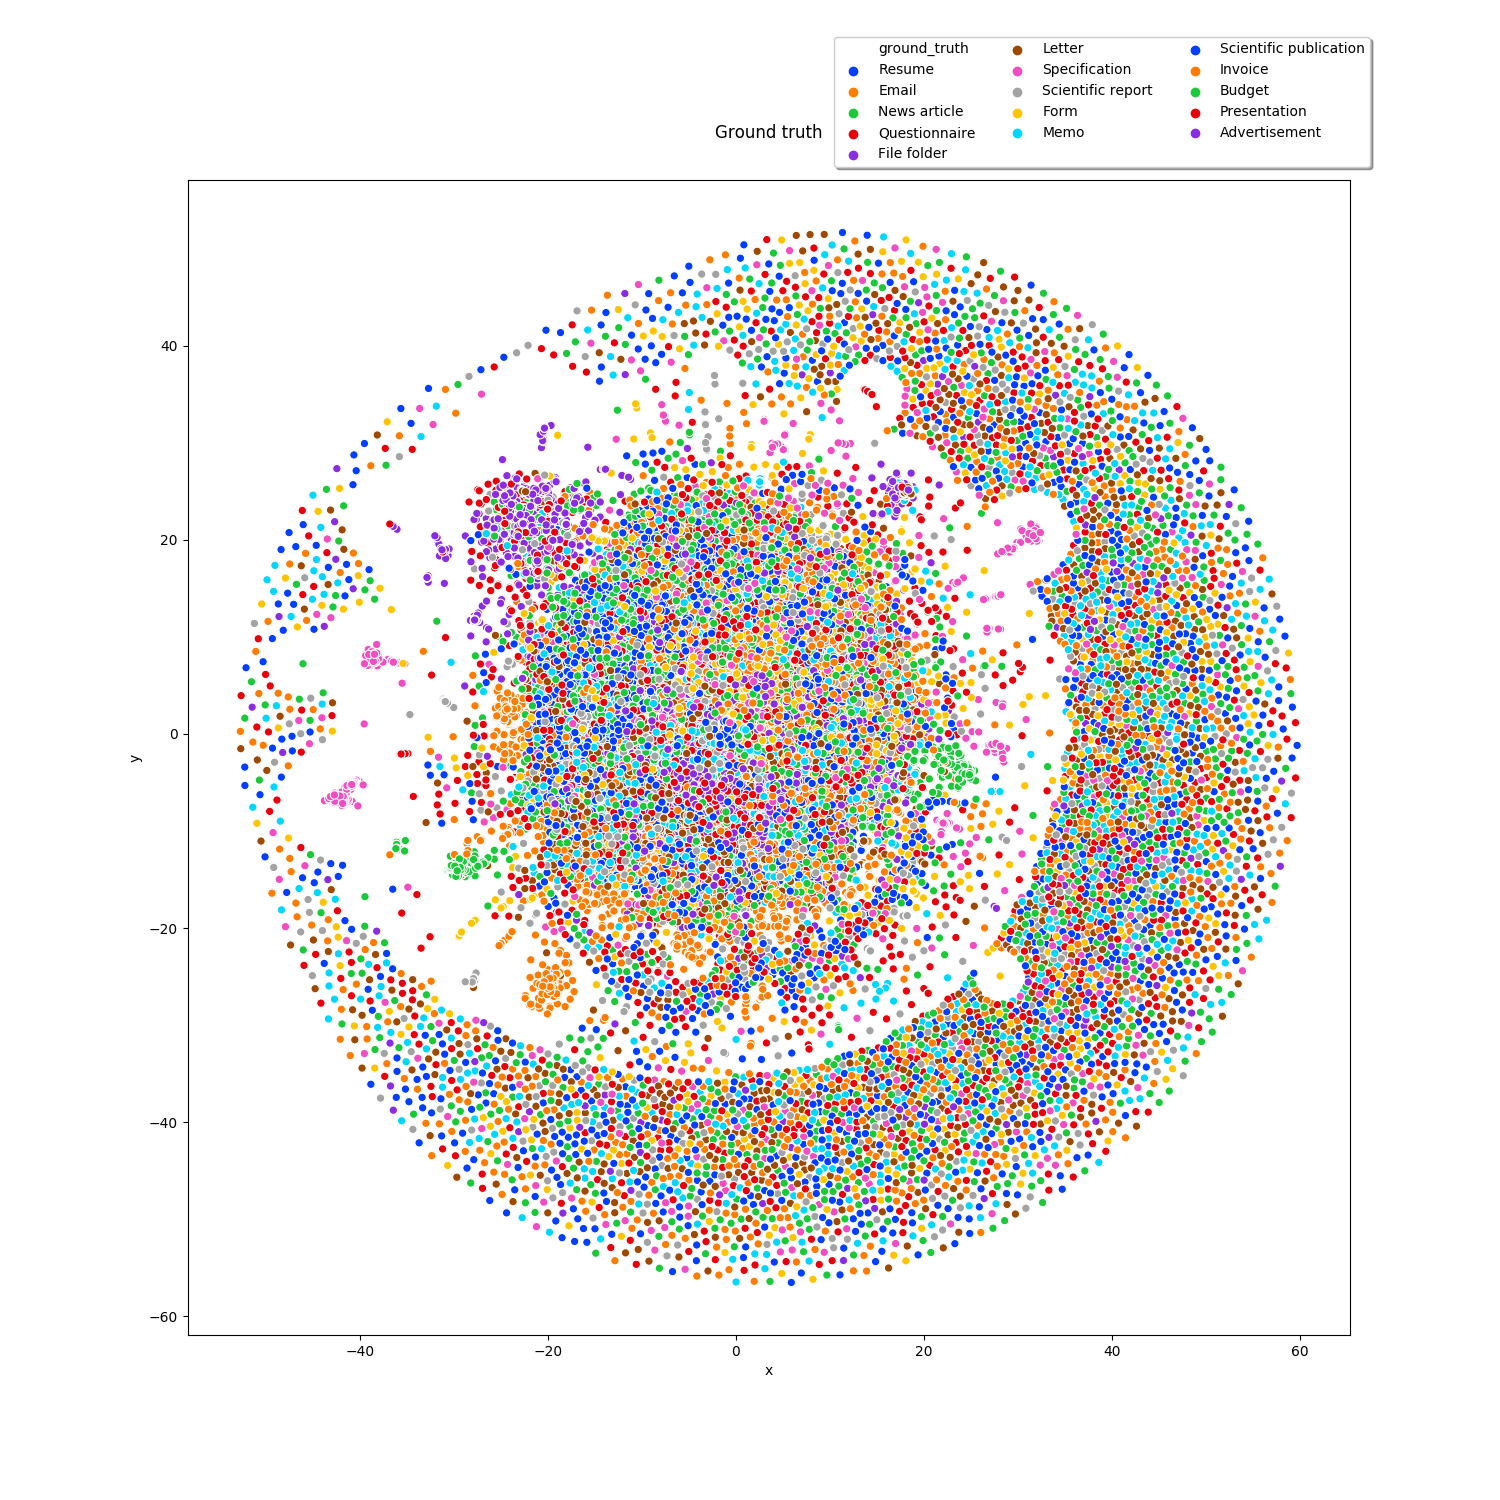 ground_truth
Resume
Email
News article
Questionnaire
File folder
Letter
Specification
Scientific report
Form
Memo
Scientific publication
Invoice
Budget
Presentation
Advertisement
Ground truth
40
20
0
−20
−40
−60
y
−40
−20
0
20
40
60
x